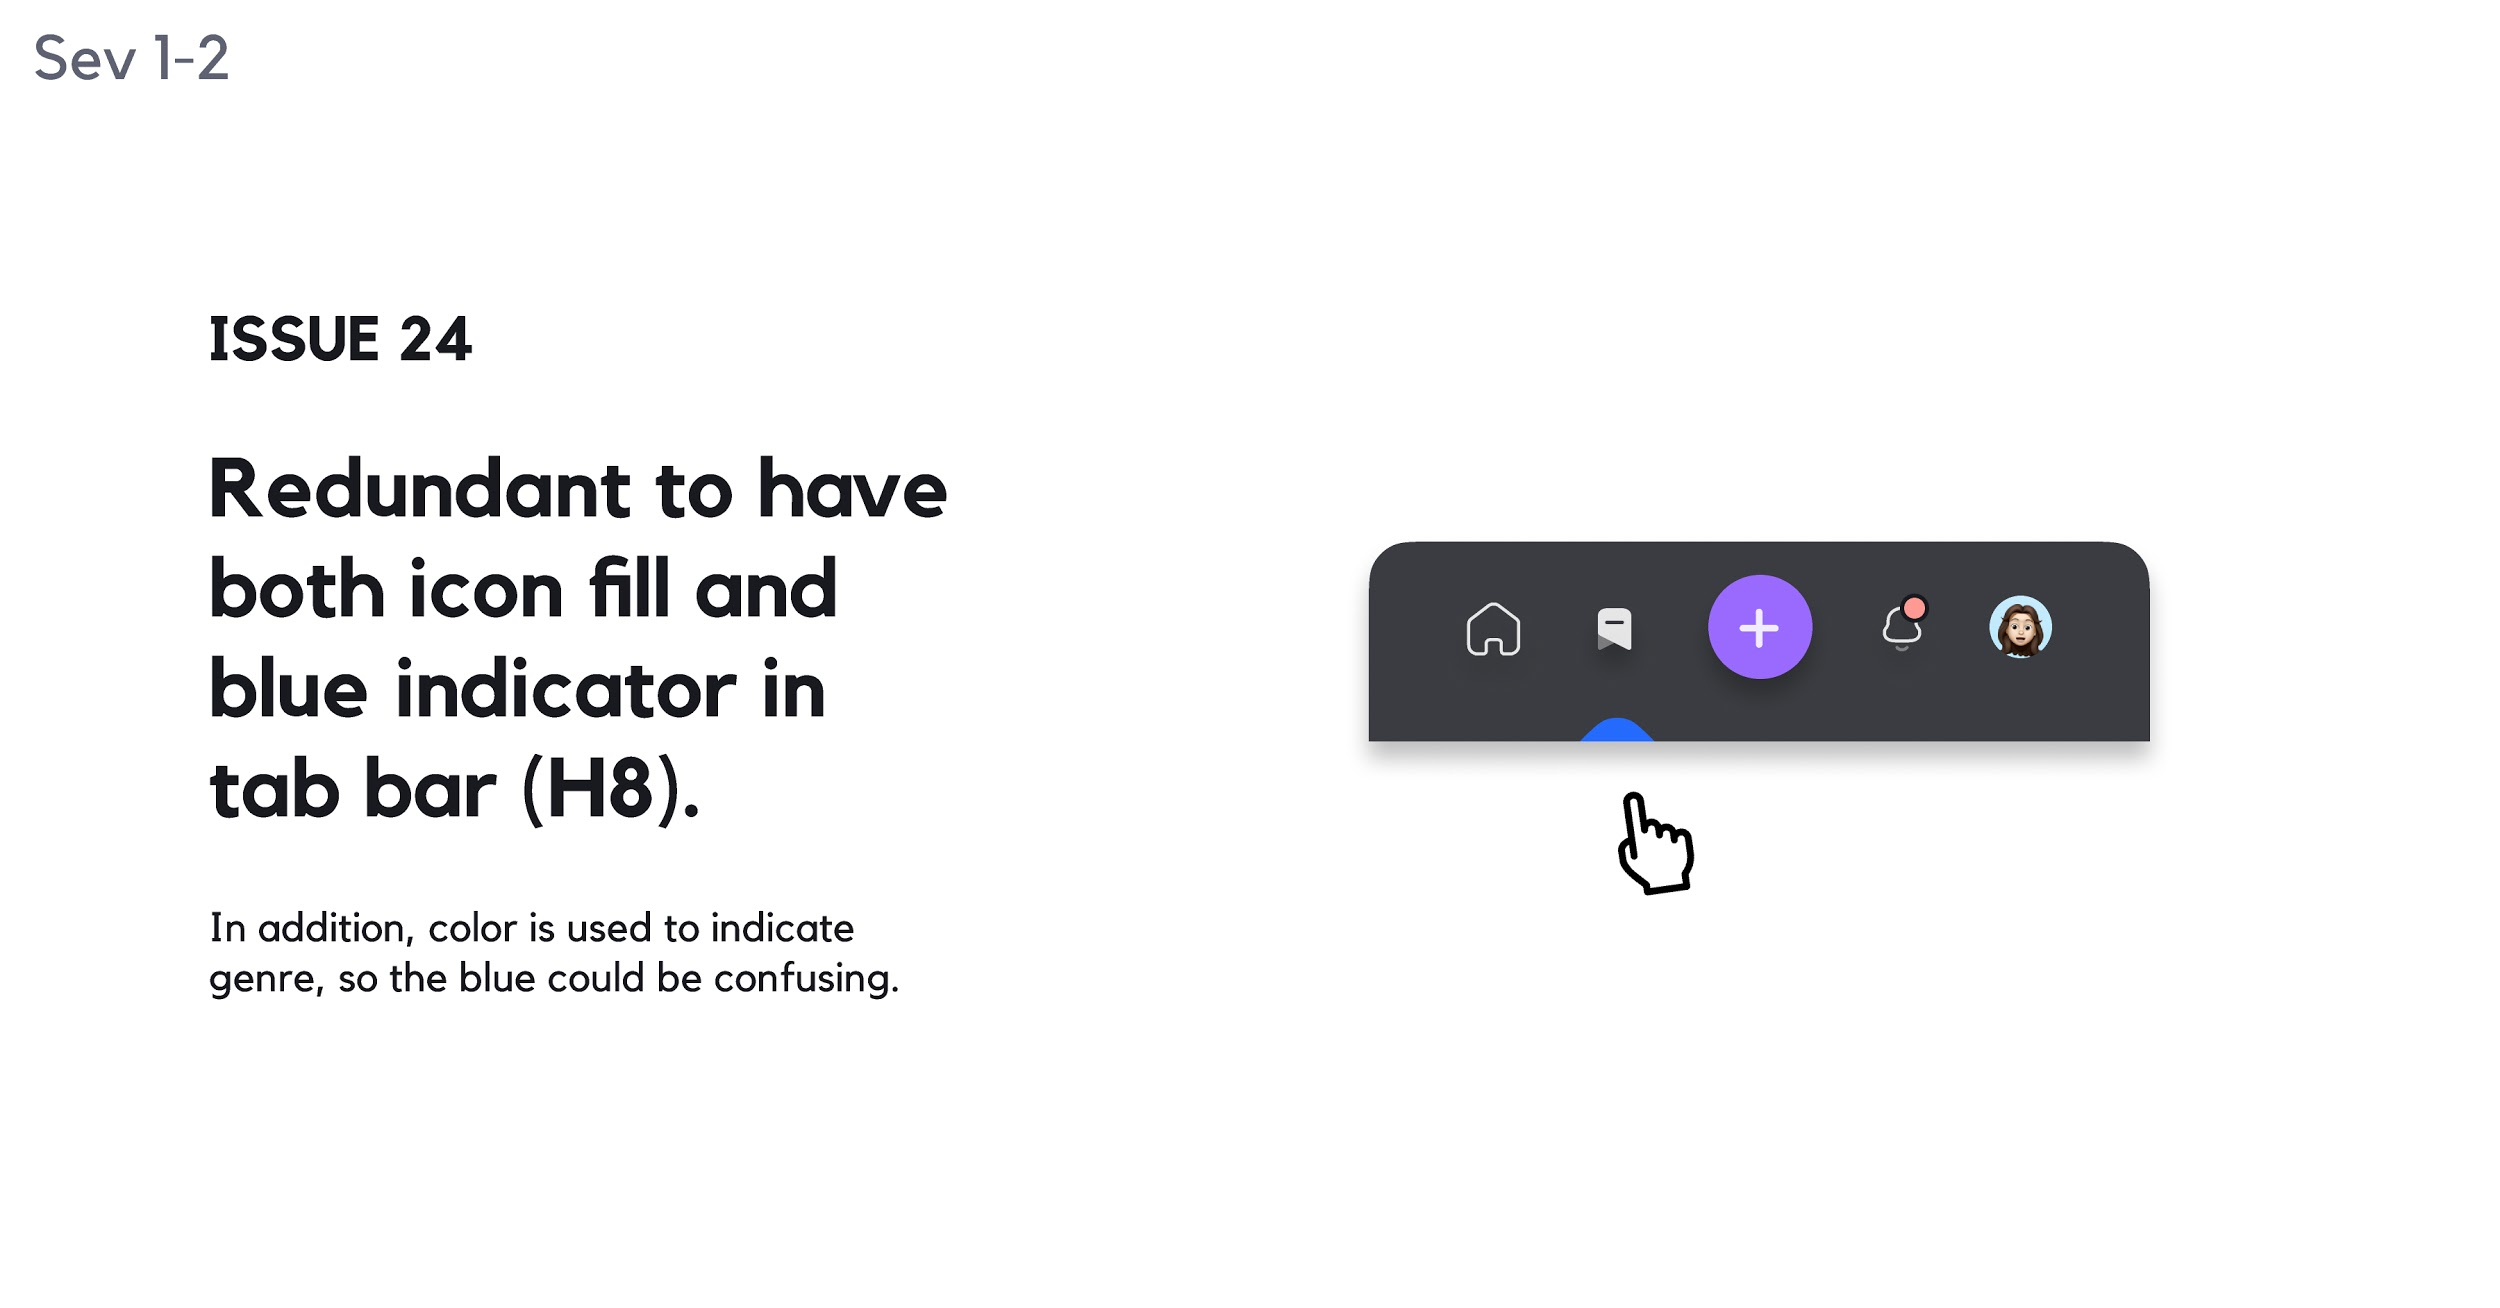 Sev 1-2
ISSUE 24
Redundant to have
both icon fill and
blue indicator in
tab bar (H8).
In addition, color is used to indicate
genre, so the blue could be confusing.